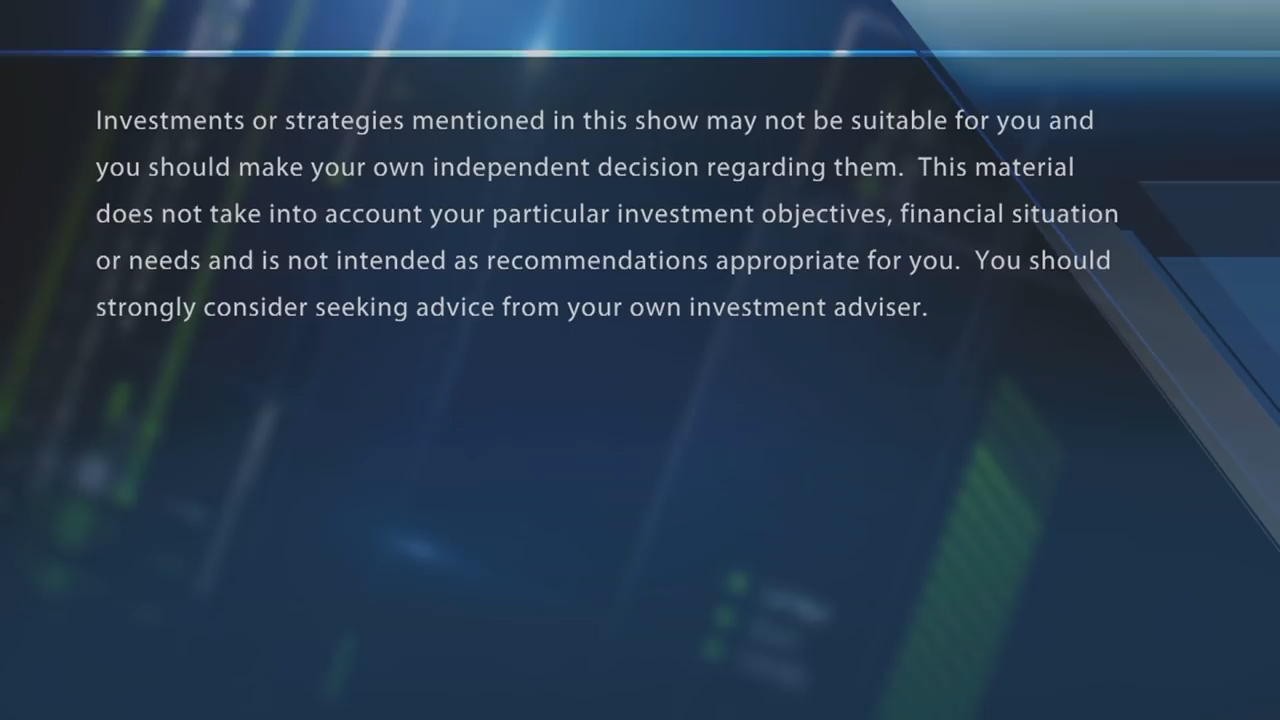 Investments or strategies mentioned in this show may not be suitable for you and
you should make your own independent decision regarding them.  This material
does not take into account your particular investment objectives, financial situation
or needs and is not intended as recommendations appropriate for you.  You should
strongly consider seeking advice from your own investment adviser.